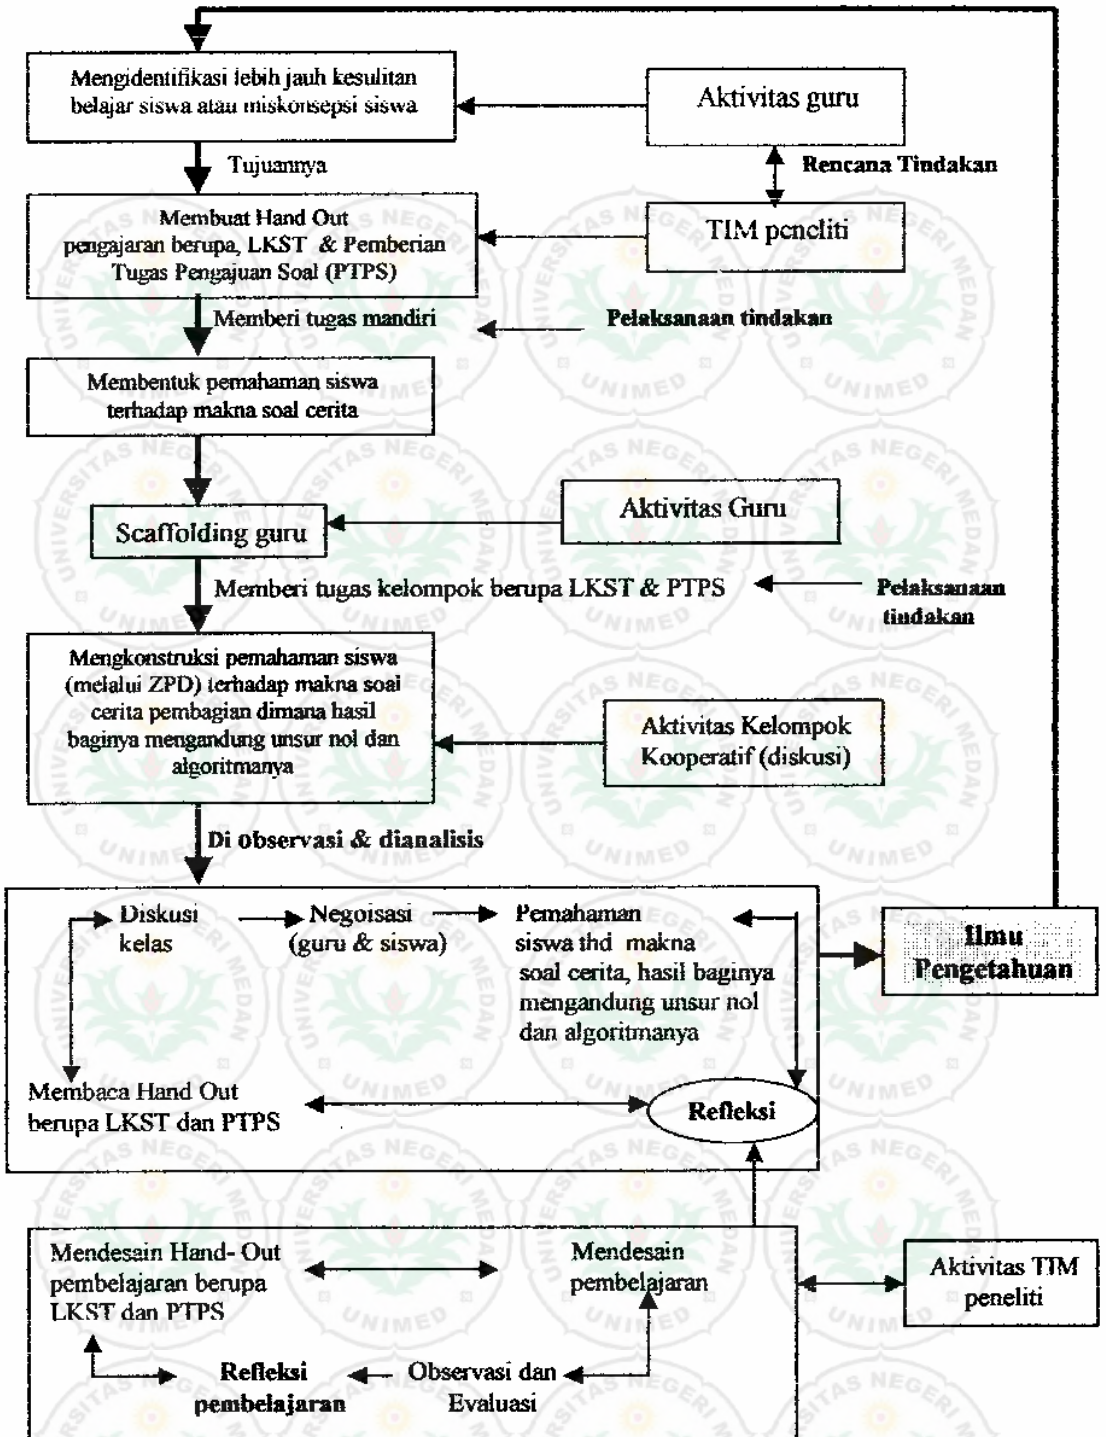 Mengidentifikasi lebih jauh kesulitan
belajar siswa atau miskonsepsi siswa
Aktivitas guru
Tujuannya
Rencana Tindakan
Membuat Hand Out
pengajaran berupa, LKST & Pemberian
Tugas Pengajuan Soal (PTPS)
TIM peneliti
Memberi tugas mandiri
Pelaksanaan tindakan
Membentuk pemahaman siswa
terhadap makna soal cerita
Scaffolding guru
Aktivitas Guru
Memberi tugas kelompok berupa LKST & PTPS
Pelaksanaan
tindakan
Mengkonstruksi pemahaman siswa
(melalui ZPD) terhadap makna soal
cerita pembagian dimana hasil
baginya mengandung unsur nol dan
algoritmanya
Aktivitas Kelompok
Kooperatif (diskusi)
Di observasi & dianalisis
Diskusi
kelas
Negoisasi
(guru & siswa)
Pemahaman
siswa thd makna
soal cerita, hasil baginya
mengandung unsur nol
dan algoritmanya
Ilmu
Pengetahuan
Membaca Hand Out
berupa LKST dan PTPS
Refleksi
Mendesain Hand- Out
pembelajaran berupa
LKST dan PTPS
Mendesain
pembelajaran
Aktivitas TIM
peneliti
Refleksi
pembelajaran
Observasi dan
Evaluasi
UNIVERSITAS NEGERI MEDAN
UNIMED